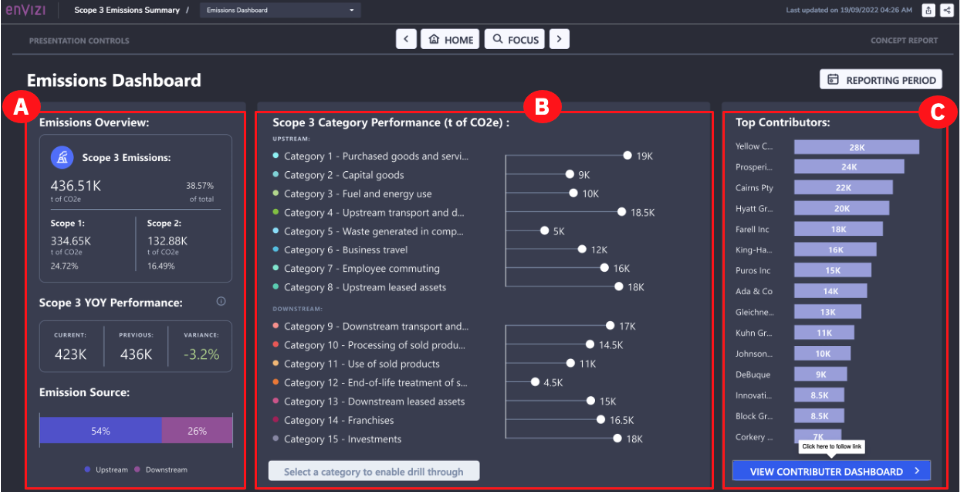 envizi
Scope 3 Emissions Summary /
Emissions Dashboard
Last updated on 19/09/2022 04:26 AM
PRESENTATION CONTROLS
HOME
FOCUS
CONCEPT REPORT
Emissions Dashboard
REPORTING PERIOD
A
Emissions Overview:
Scope 3 Emissions:
436.51K
38.57%
t of CO2e
of total
Scope 1:
334.65K
t of CO2e
24.72%
Scope 2:
132.88K
t of CO2e
16.49%
Scope 3 YOY Performance:
CURRENT:
423K
PREVIOUS:
436K
VARIANCE:
-3.2%
Emission Source:
54%
26%
Upstream
Downstream
B
Scope 3 Category Performance (t of CO2e) :
UPSTREAM:
Category 1 - Purchased goods and servi... 19K
Category 2 - Capital goods 9K
Category 3 - Fuel and energy use 10K
Category 4 - Upstream transport and d... 18.5K
Category 5 - Waste generated in comp... 5K
Category 6 - Business travel 12K
Category 7 - Employee commuting 16K
Category 8 - Upstream leased assets 18K
DOWNSTREAM:
Category 9 - Downstream transport and... 17K
Category 10 - Processing of sold produ... 14.5K
Category 11 - Use of sold products 11K
Category 12 - End-of-life treatment of s... 4.5K
Category 13 - Downstream leased assets 15K
Category 14 - Franchises 16.5K
Category 15 - Investments 18K
Select a category to enable drill through
C
Top Contributors:
Yellow C... 28K
Prosperi... 24K
Cairns Pty 22K
Hyatt Gr... 20K
Farell Inc 18K
King-Ha... 16K
Puros Inc 15K
Ada & Co 14K
Gleichne... 13K
Kuhn Gr... 11K
Johnson... 10K
DeBuque 9K
Innovati... 8.5K
Block Gr... 8.5K
Corkery ... 7K
Click here to follow link
VIEW CONTRIBUTER DASHBOARD